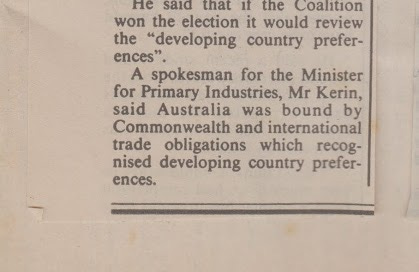 He said that if the Coalition
won the election it would review
the “developing country prefer-
ences”.
A spokesman for the Minister
for Primary Industries, Mr Kerin,
said Australia was bound by
Commonwealth and international
trade obligations which recog-
nised developing country prefer-
ences.